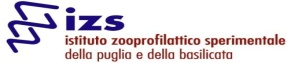 izs
istituto zooprofilattico sperimentale
della puglia e della basilicata